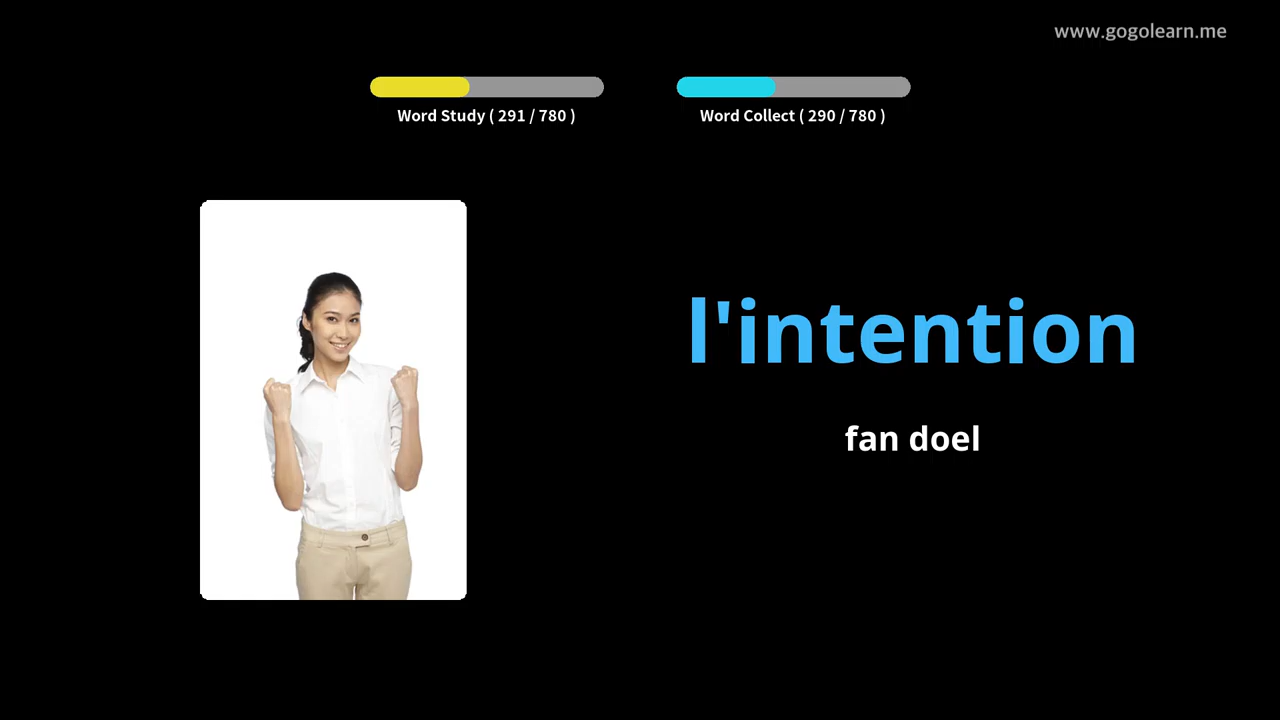 www.gogolearn.me
Word Study ( 291 / 780 )
Word Collect ( 290 / 780 )
l'intention
fan doel